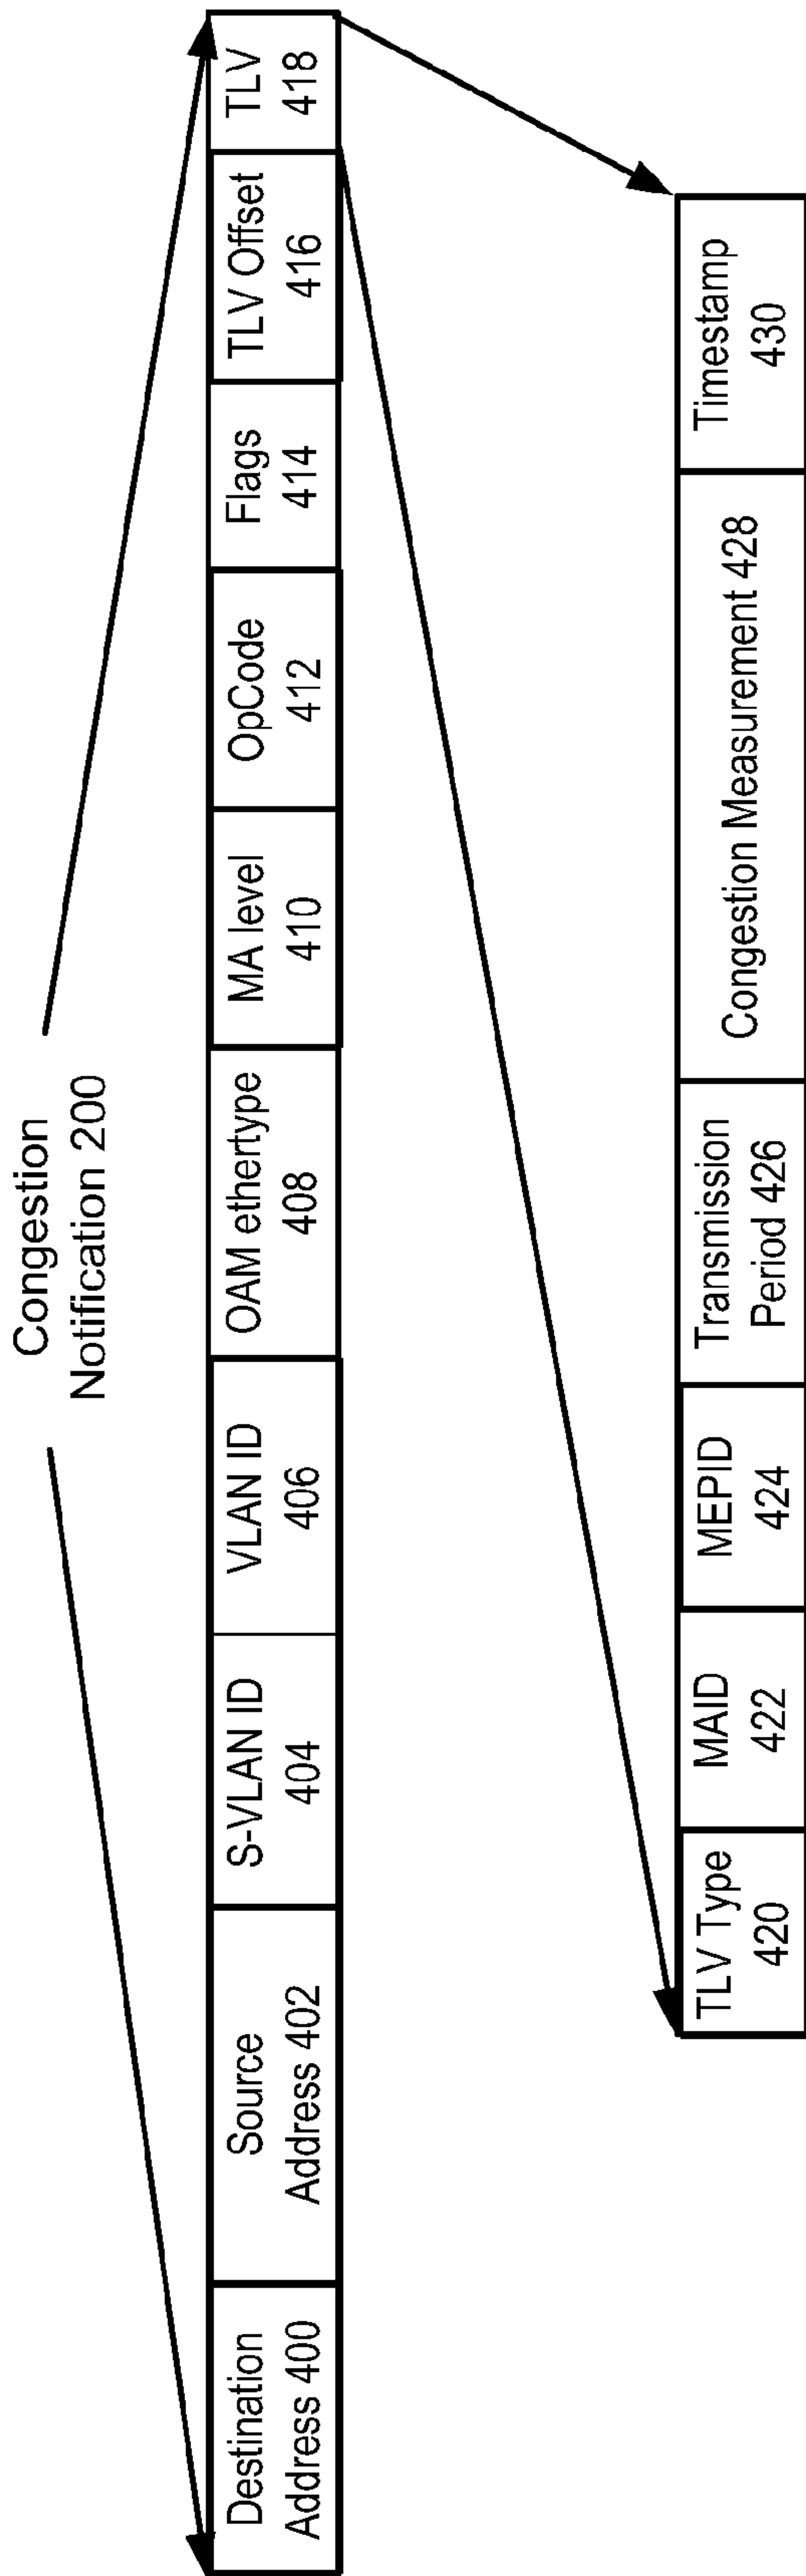 Congestion
Notification 200
Destination
Address 400
Source
Address 402
S-VLAN ID
404
VLAN ID
406
OAM ethertype
408
MA level
410
OpCode
412
Flags
414
TLV Offset
416
TLV
418
TLV Type
420
MAID
422
MEPID
424
Transmission
Period 426
Congestion Measurement 428
Timestamp
430